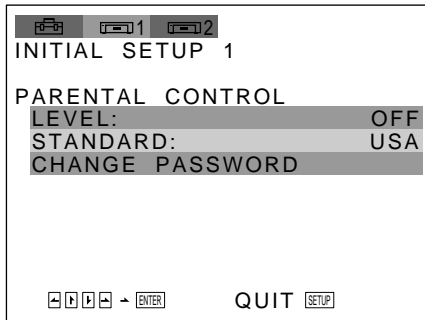 1 2
INITIAL SETUP 1
PARENTAL CONTROL
LEVEL: OFF
STANDARD: USA
CHANGE PASSWORD
ENTER QUIT SETUP